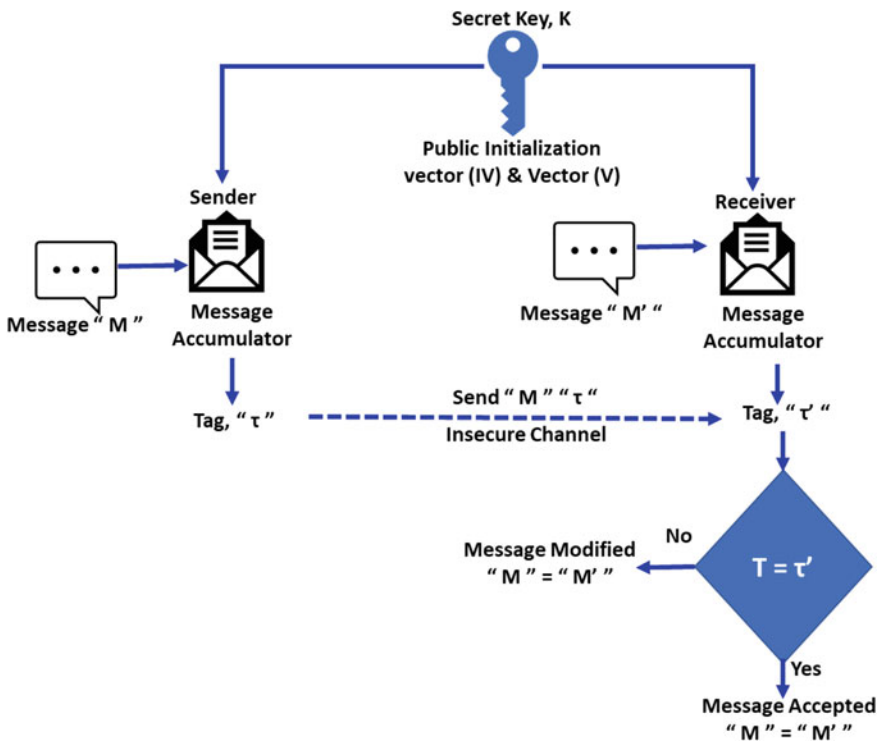 Secret Key, K
Public Initialization
vector (IV) & Vector (V)
Sender
Message “ M ”
Message
Accumulator
Tag, “ τ ”
Receiver
Message “ M’ “
Message
Accumulator
Send “ M ” “ τ “
Insecure Channel
Tag, “ τ’ “
T = τ’
No
Message Modified
“ M ” = “ M’ ”
Yes
Message Accepted
“ M ” = “ M’ ”